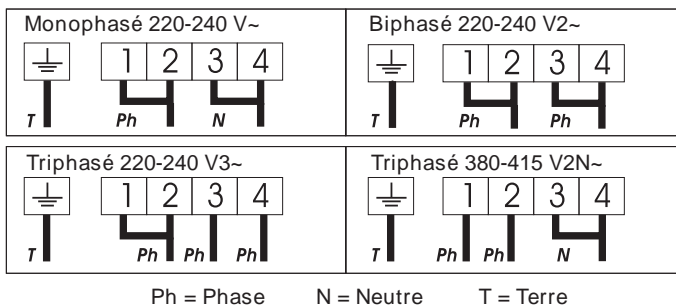 Monophasé 220-240 V~
1 2 3 4
T Ph N
Biphasé 220-240 V2~
1 2 3 4
T Ph Ph
Triphasé 220-240 V3~
1 2 3 4
T Ph Ph Ph
Triphasé 380-415 V2N~
1 2 3 4
T Ph Ph N
Ph = Phase N = Neutre T = Terre